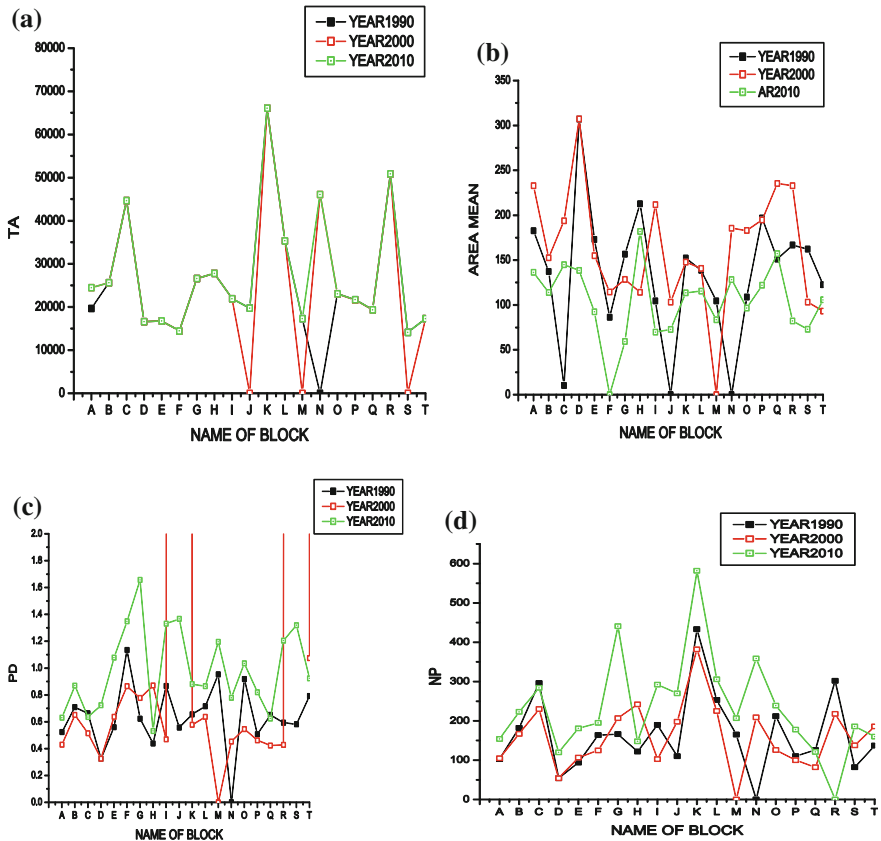 (a)
YEAR1990
YEAR2000
YEAR2010
80000
70000
60000
50000
40000
30000
20000
10000
0
TA
A B C D E F G H I J K L M N O P Q R S T
NAME OF BLOCK
(b)
YEAR1990
YEAR2000
AR2010
350
300
250
200
150
100
50
0
AREA MEAN
A B C D E F G H I J K L M N O P Q R S T
NAME OF BLOCK
(c)
YEAR1990
YEAR2000
YEAR2010
2.0
1.8
1.6
1.4
1.2
1.0
0.8
0.6
0.4
0.2
0.0
PD
A B C D E F G H I J K L M N O P Q R S T
NAME OF BLOCK
(d)
YEAR1990
YEAR2000
YEAR2010
600
500
400
300
200
100
0
NP
A B C D E F G H I J K L M N O P Q R S T
NAME OF BLOCK